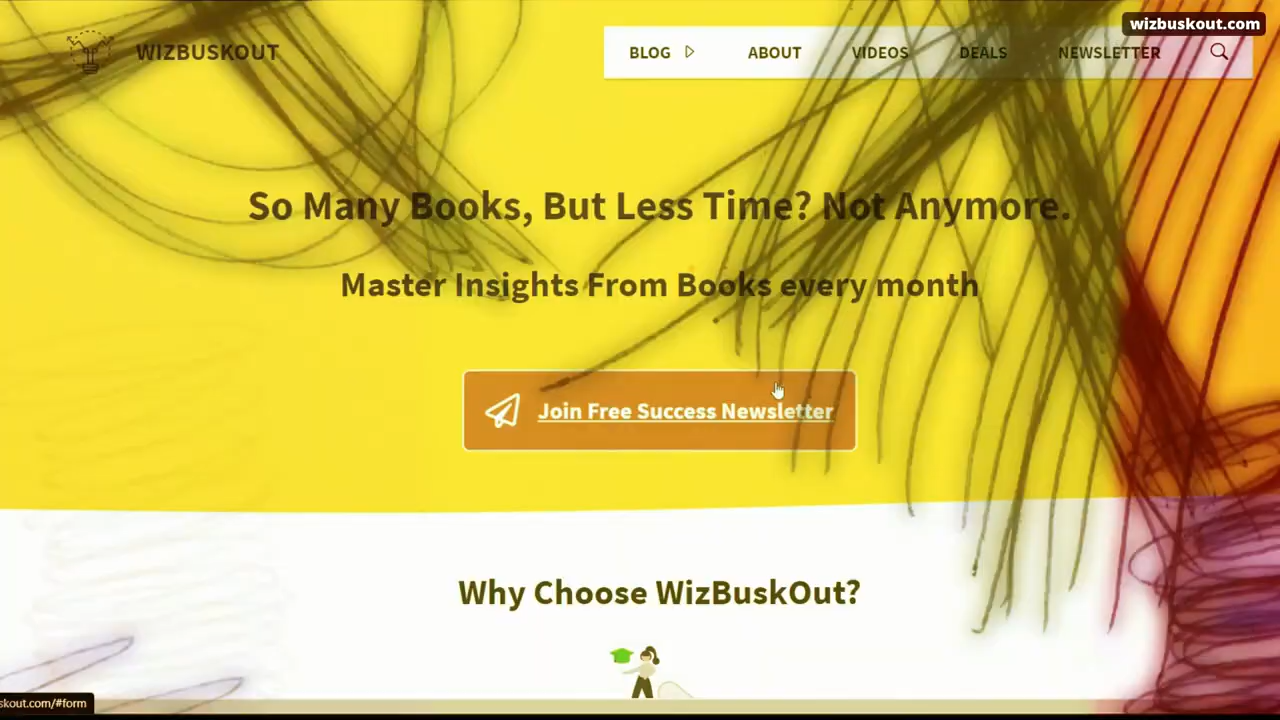 wizbuskout.com
WIZBUSKOUT
BLOG ABOUT VIDEOS DEALS NEWSLETTER
So Many Books, But Less Time? Not Anymore.
Master Insights From Books every month
Join Free Success Newsletter
Why Choose WizBuskOut?
skout.com/#form